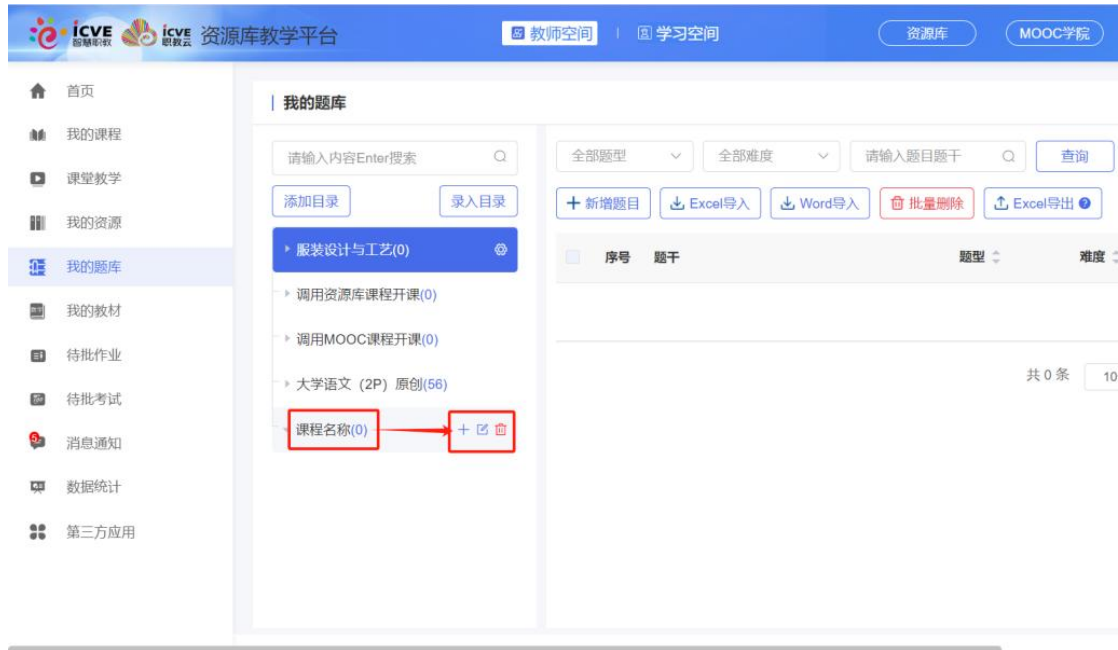 icve 智慧职教 icve 职教云 资源库教学平台 教师空间 学习空间 资源库 MOOC学院
首页
我的课程
课堂教学
我的资源
我的题库
我的教材
待批作业
待批考试
5
消息通知
数据统计
第三方应用
我的题库
请输入内容Enter搜索
添加目录 录入目录
服装设计与工艺(0)
调用资源库课程开课(0)
调用MOOC课程开课(0)
大学语文（2P）原创(56)
课程名称(0)
全部题型 全部难度 请输入题目题干 查询
新增题目 Excel导入 Word导入 批量删除 Excel导出 ?
序号 题干 题型 难度
共 0 条 10